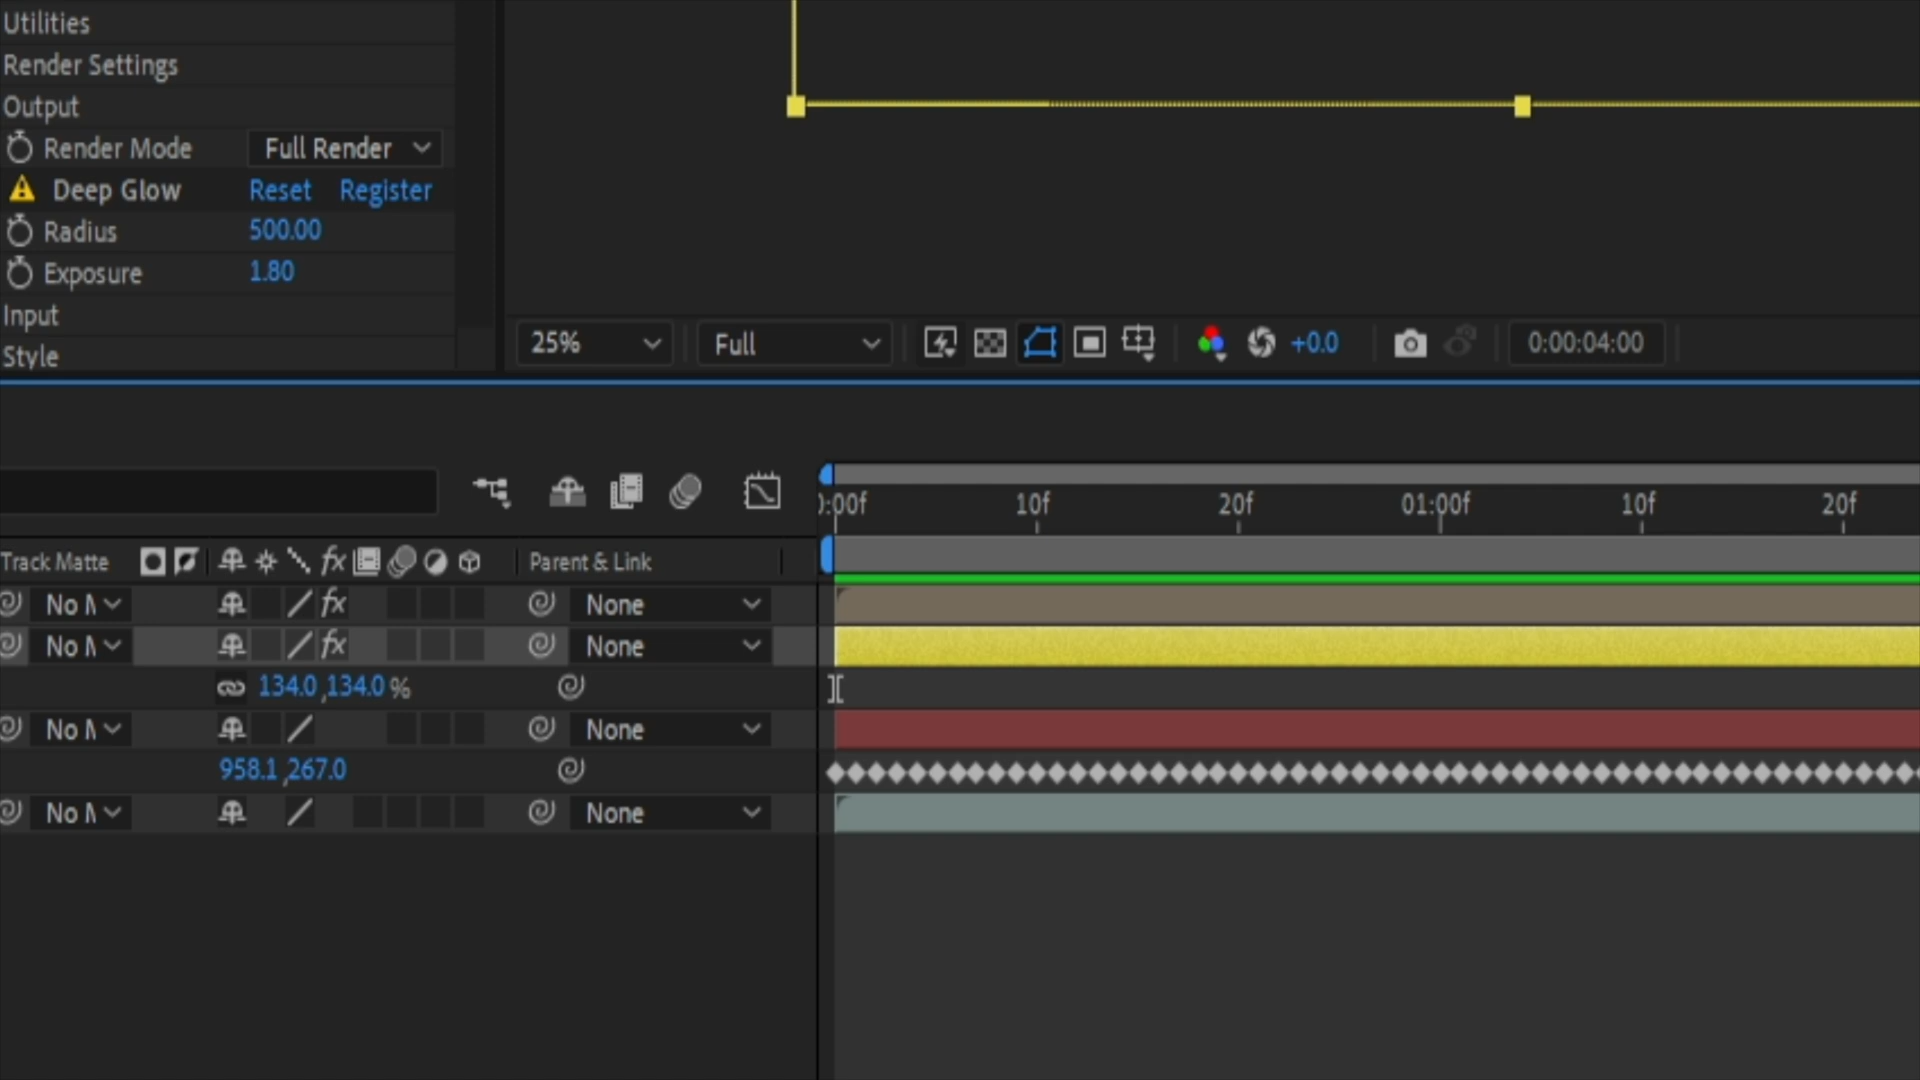 Utilities
Render Settings
Output
Render Mode Full Render
Deep Glow Reset Register
Radius 500.00
Exposure 1.80
Input
Style
25% Full +0.0 0:00:04:00
0:00f 10f 20f 01:00f 10f 20f
Track Matte fx Parent & Link
No fx None
No fx None
134.0,134.0%
No None
958.1,267.0
No None